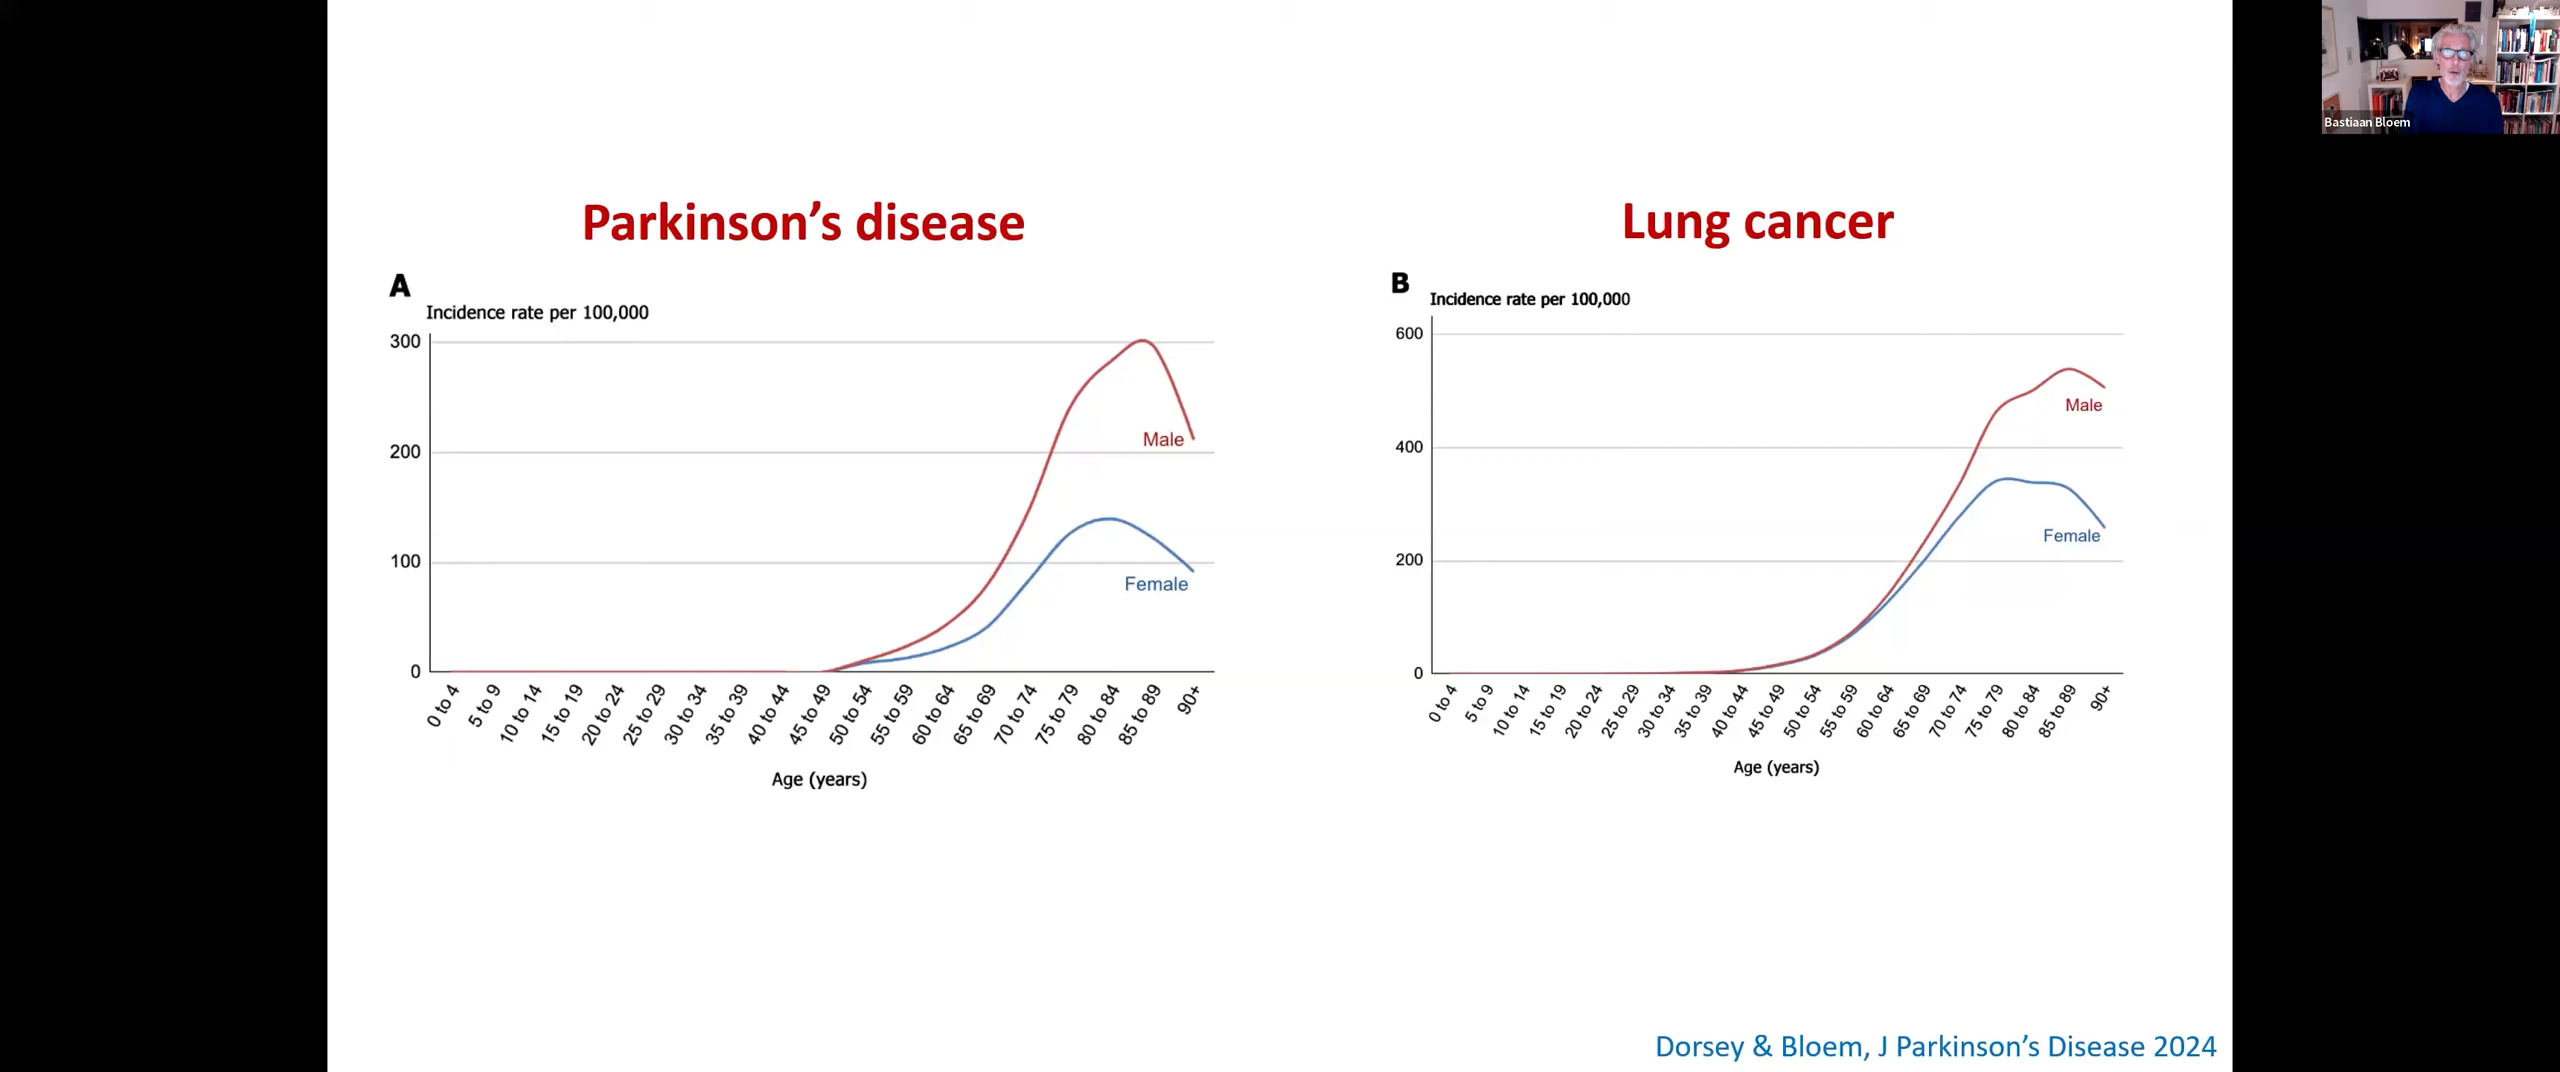 Bastiaan Bloem
Parkinson’s disease
A
Incidence rate per 100,000
300
200
100
0
Male
Female
0 to 4
5 to 9
10 to 14
15 to 19
20 to 24
25 to 29
30 to 34
35 to 39
40 to 44
45 to 49
50 to 54
55 to 59
60 to 64
65 to 69
70 to 74
75 to 79
80 to 84
85 to 89
90+
Age (years)
Lung cancer
B
Incidence rate per 100,000
600
400
200
0
Male
Female
0 to 4
5 to 9
10 to 14
15 to 19
20 to 24
25 to 29
30 to 34
35 to 39
40 to 44
45 to 49
50 to 54
55 to 59
60 to 64
65 to 69
70 to 74
75 to 79
80 to 84
85 to 89
90+
Age (years)
Dorsey & Bloem, J Parkinson’s Disease 2024